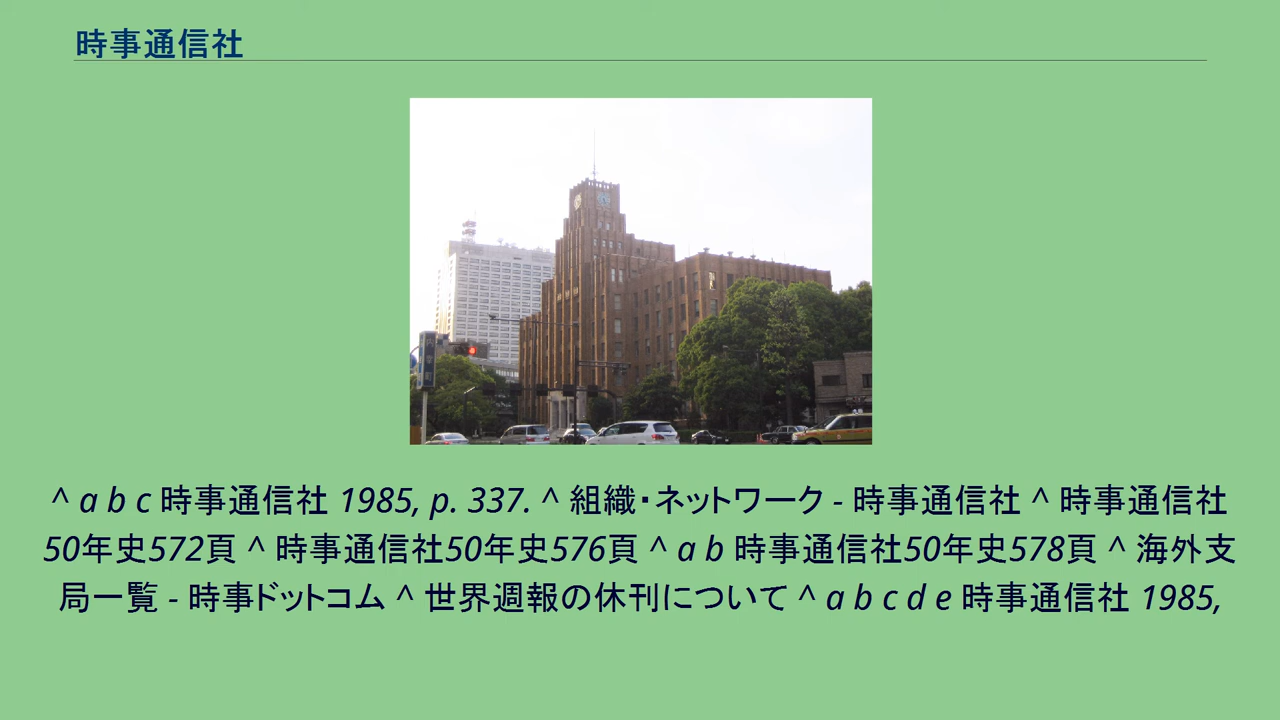 時事通信社
^ a b c 時事通信社 1985, p. 337. ^ 組織・ネットワーク - 時事通信社 ^ 時事通信社
50年史572頁 ^ 時事通信社50年史576頁 ^ a b 時事通信社50年史578頁 ^ 海外支
局一覧 - 時事ドットコム ^ 世界週報の休刊について ^ a b c d e 時事通信社 1985,